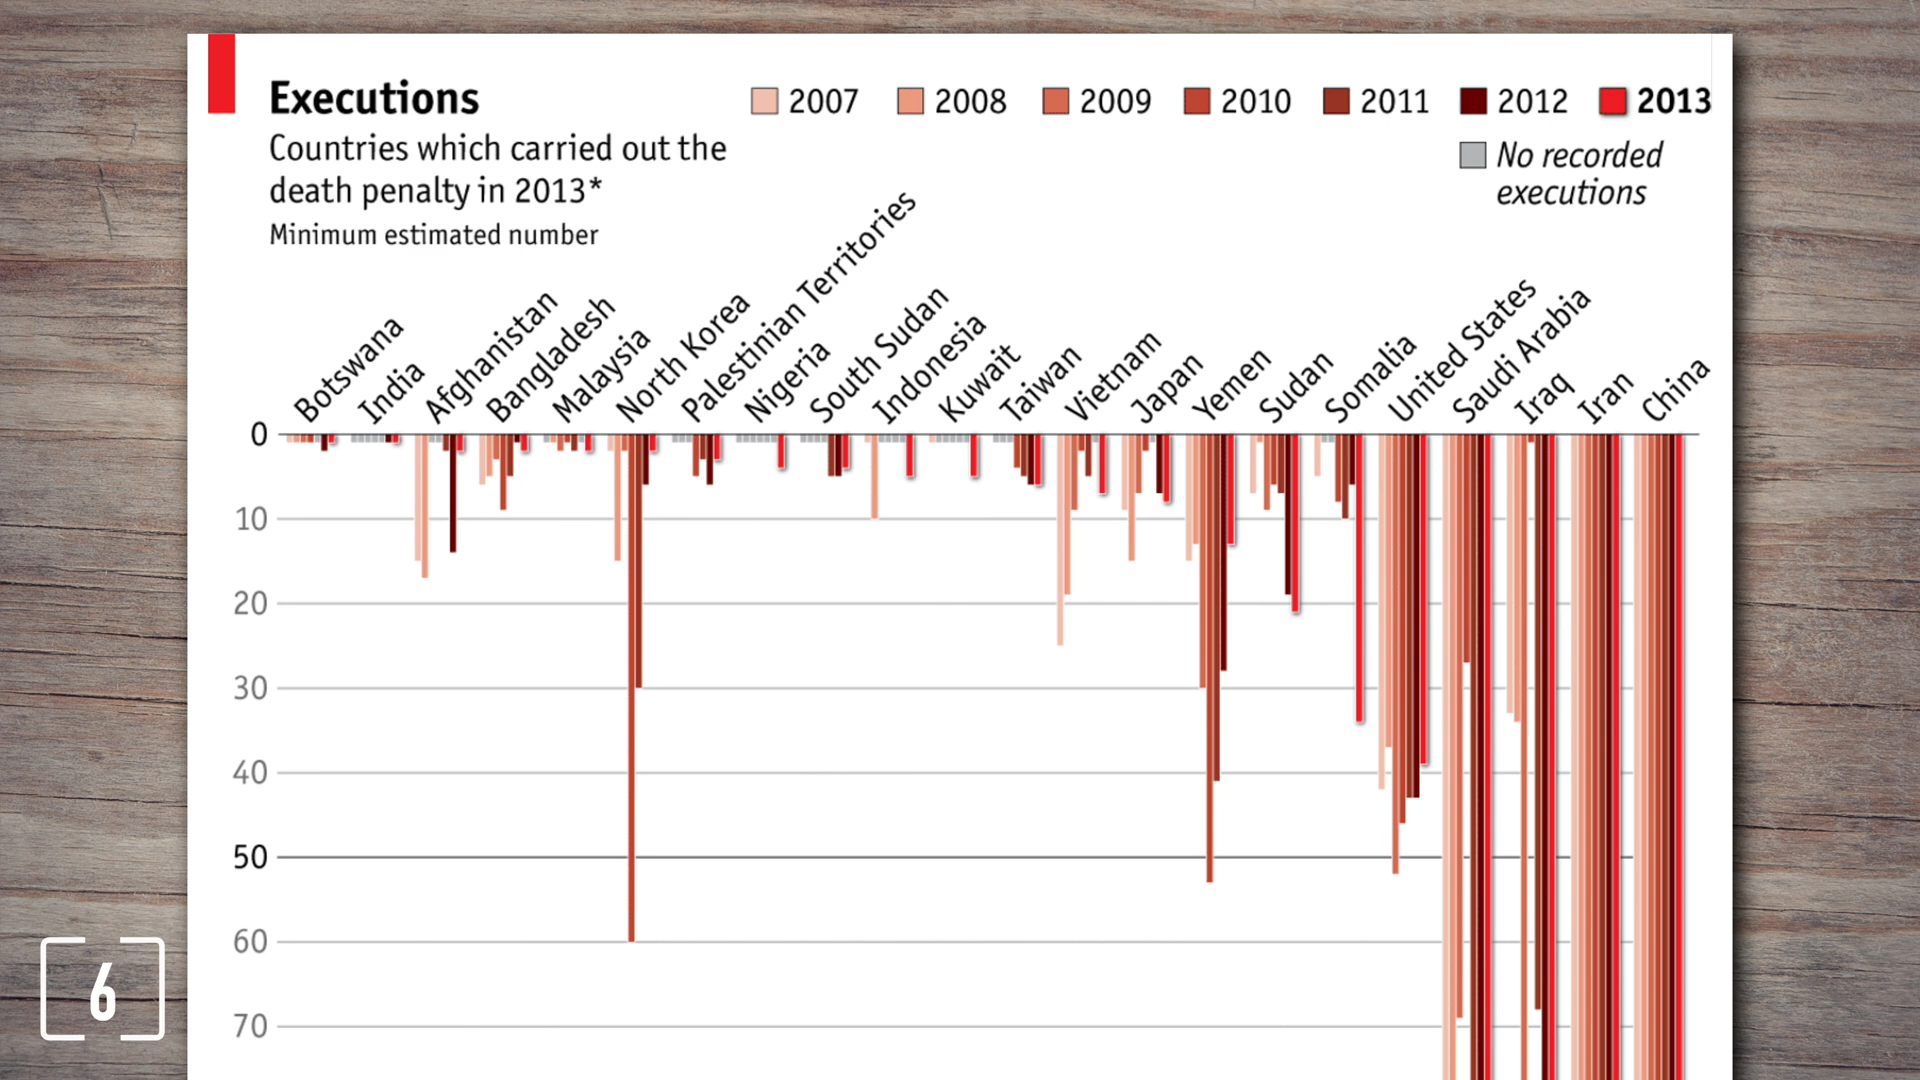 Executions
Countries which carried out the
death penalty in 2013*
Minimum estimated number
2007 2008 2009 2010 2011 2012 2013
No recorded
executions
Botswana
India
Afghanistan
Bangladesh
Malaysia
North Korea
Palestinian Territories
Nigeria
South Sudan
Indonesia
Kuwait
Taiwan
Vietnam
Japan
Yemen
Sudan
Somalia
United States
Saudi Arabia
Iraq
Iran
China
0
10
20
30
40
50
60
70
6